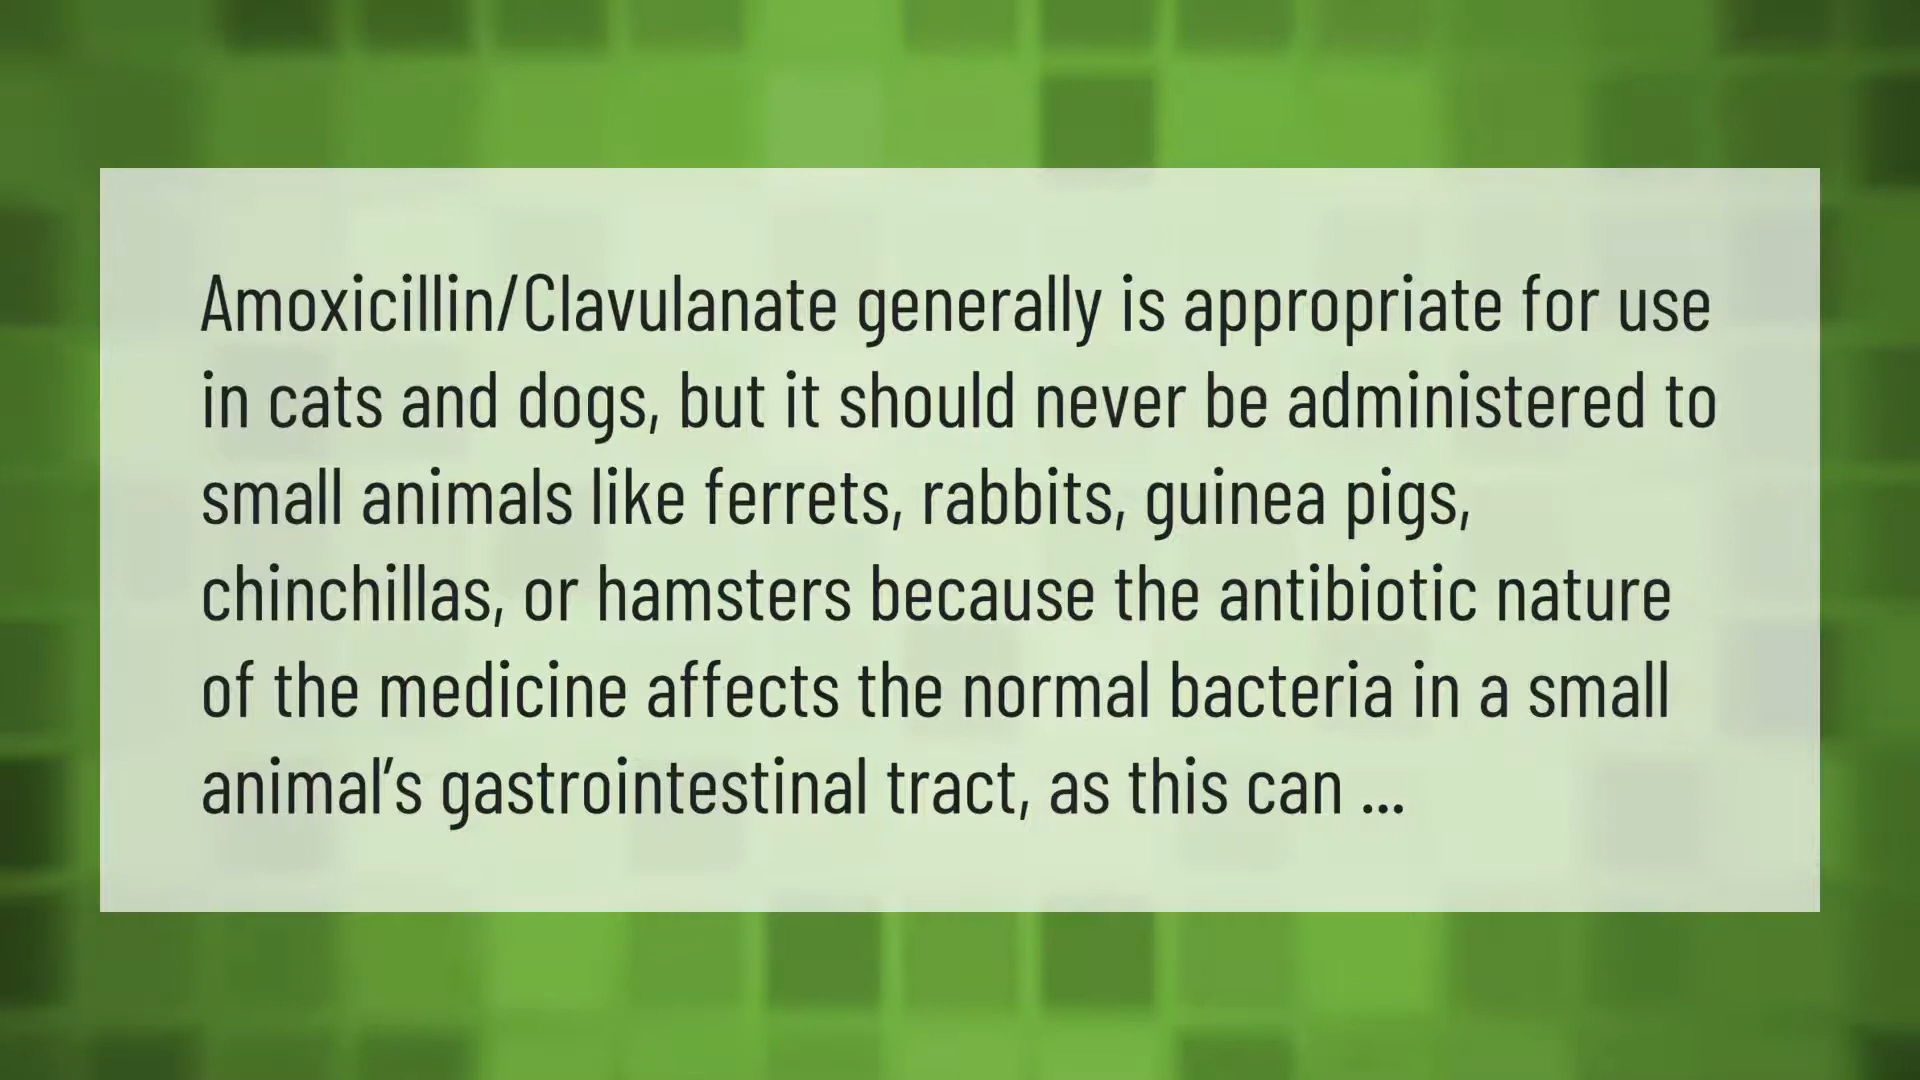 Amoxicillin/Clavulanate generally is appropriate for use
in cats and dogs, but it should never be administered to
small animals like ferrets, rabbits, guinea pigs,
chinchillas, or hamsters because the antibiotic nature
of the medicine affects the normal bacteria in a small
animal’s gastrointestinal tract, as this can ...